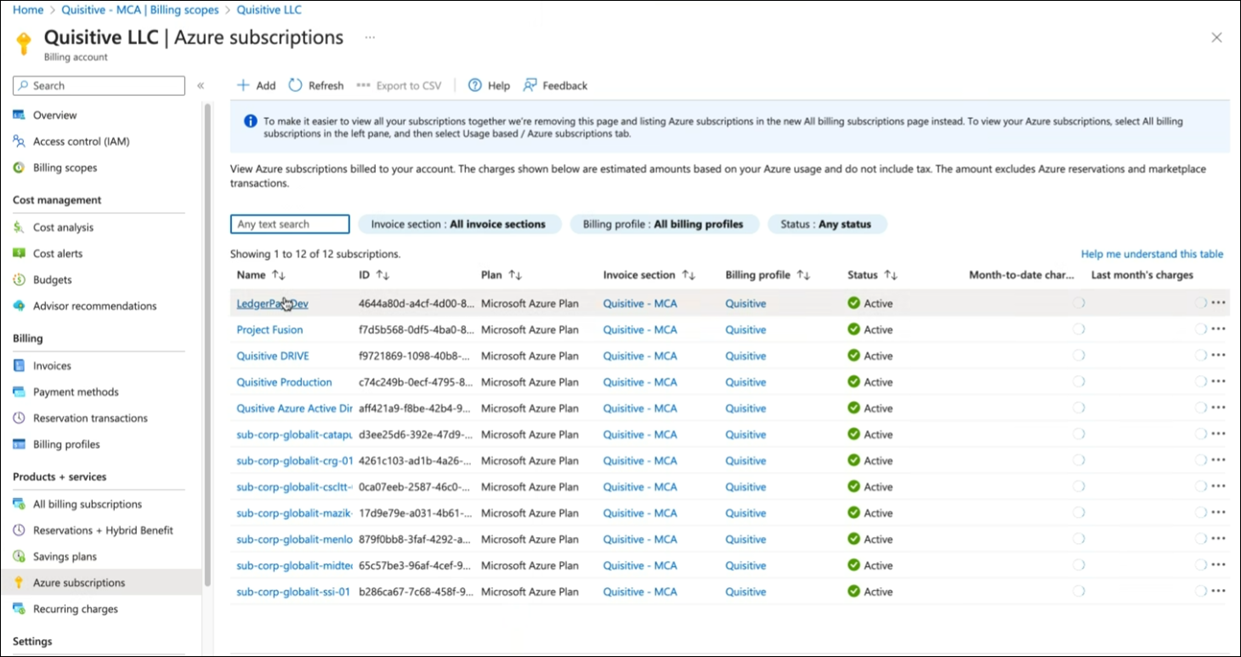 Home > Quisitive - MCA | Billing scopes > Quisitive LLC
Quisitive LLC | Azure subscriptions ...
Billing account
Search «
+ Add Refresh ... Export to CSV Help Feedback
To make it easier to view all your subscriptions together we're removing this page and listing Azure subscriptions in the new All billing subscriptions page instead. To view your Azure subscriptions, select All billing
subscriptions in the left pane, and then select Usage based / Azure subscriptions tab.
View Azure subscriptions billed to your account. The charges shown below are estimated amounts based on your Azure usage and do not include tax. The amount excludes Azure reservations and marketplace
transactions.
Any text search Invoice section : All invoice sections Billing profile : All billing profiles Status : Any status
Showing 1 to 12 of 12 subscriptions. Help me understand this table
Name ↑↓ ID ↑↓ Plan ↑↓ Invoice section ↑↓ Billing profile ↑↓ Status ↑↓ Month-to-date char... Last month's charges
4644a80d-a4cf-4d00-8... Microsoft Azure Plan Quisitive - MCA Quisitive Active ...
Project Fusion f7d5b568-0df5-4ba0-8... Microsoft Azure Plan Quisitive - MCA Quisitive Active ...
Quisitive DRIVE f9721869-1098-40b8-... Microsoft Azure Plan Quisitive - MCA Quisitive Active ...
Quisitive Production c74c249b-0ecf-4795-8... Microsoft Azure Plan Quisitive - MCA Quisitive Active ...
Qusitive Azure Active Dir aff421a9-f8be-42b4-9... Microsoft Azure Plan Quisitive - MCA Quisitive Active ...
sub-corp-globalit-catapu d3ee25d6-392e-47d9-... Microsoft Azure Plan Quisitive - MCA Quisitive Active ...
sub-corp-globalit-crg-01 4261c103-ad1b-4a26-... Microsoft Azure Plan Quisitive - MCA Quisitive Active ...
sub-corp-globalit-cscltt- 0ca07eeb-2587-46c0-... Microsoft Azure Plan Quisitive - MCA Quisitive Active ...
sub-corp-globalit-mazik- 17d9e79e-a031-4b61-... Microsoft Azure Plan Quisitive - MCA Quisitive Active ...
sub-corp-globalit-menlo 879f0bb8-3faf-4292-a... Microsoft Azure Plan Quisitive - MCA Quisitive Active ...
sub-corp-globalit-midtec 65c57be3-96af-4cef-9... Microsoft Azure Plan Quisitive - MCA Quisitive Active ...
sub-corp-globalit-ssi-01 b286ca67-7c68-458f-9... Microsoft Azure Plan Quisitive - MCA Quisitive Active ...
Overview
Access control (IAM)
Billing scopes
Cost management
Cost analysis
Cost alerts
Budgets
Advisor recommendations
Billing
Invoices
Payment methods
Reservation transactions
Billing profiles
Products + services
All billing subscriptions
Reservations + Hybrid Benefit
Savings plans
Azure subscriptions
Recurring charges
Settings